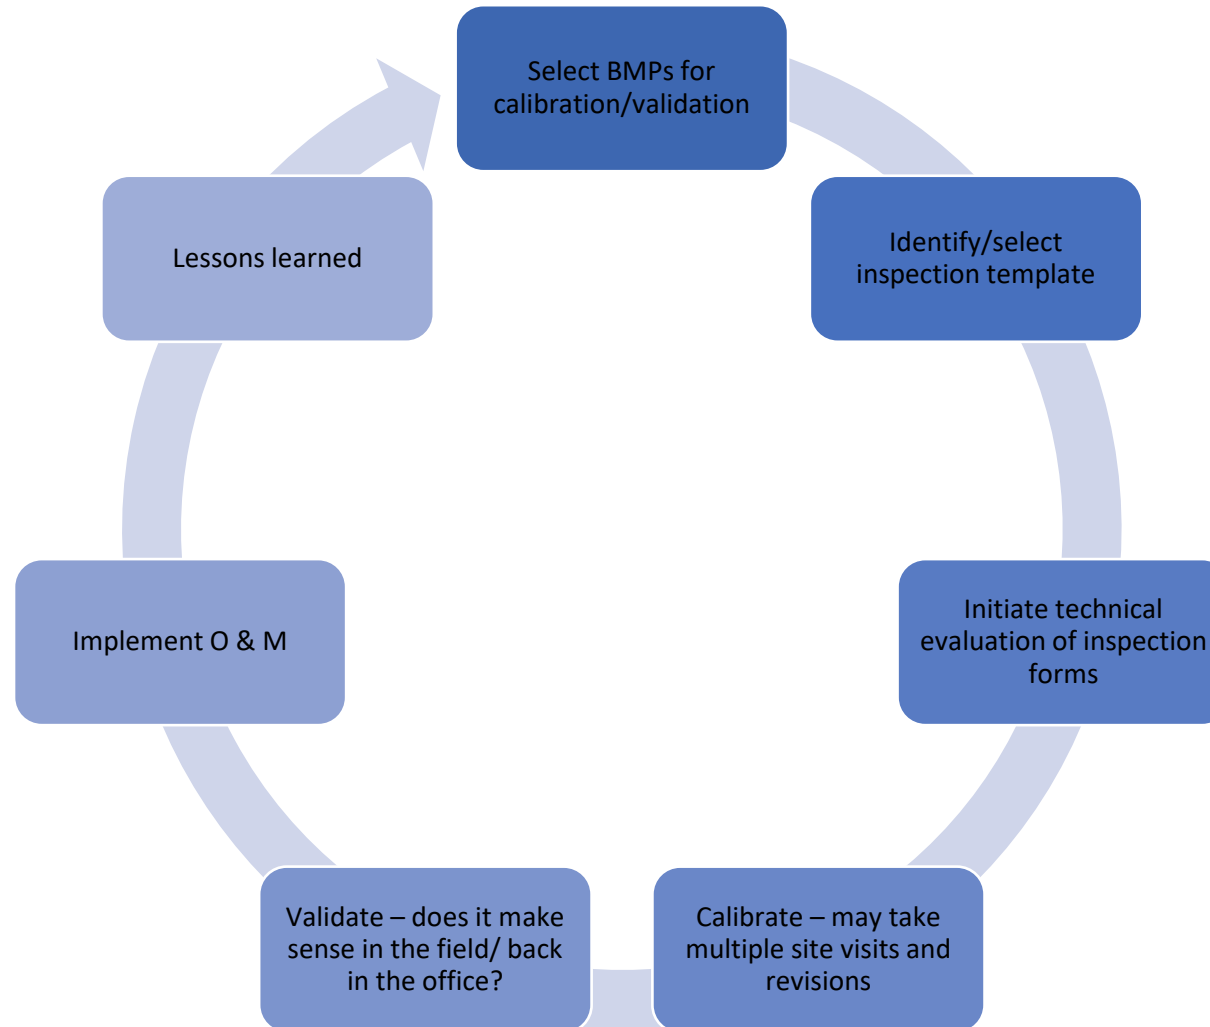 Select BMPs for
calibration/validation
Identify/select
inspection template
Initiate technical
evaluation of inspection
forms
Calibrate – may take
multiple site visits and
revisions
Validate – does it make
sense in the field/ back
in the office?
Implement O & M
Lessons learned